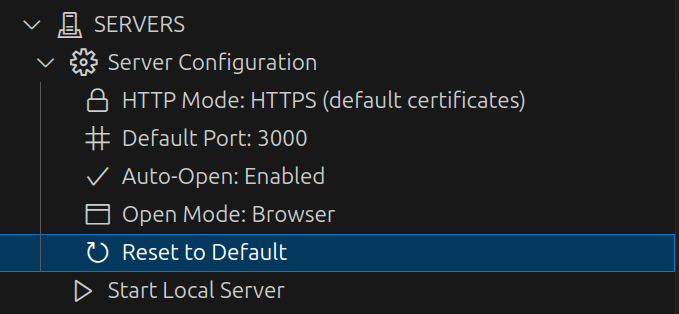 SERVERS
Server Configuration
HTTP Mode: HTTPS (default certificates)
Default Port: 3000
Auto-Open: Enabled
Open Mode: Browser
Reset to Default
Start Local Server